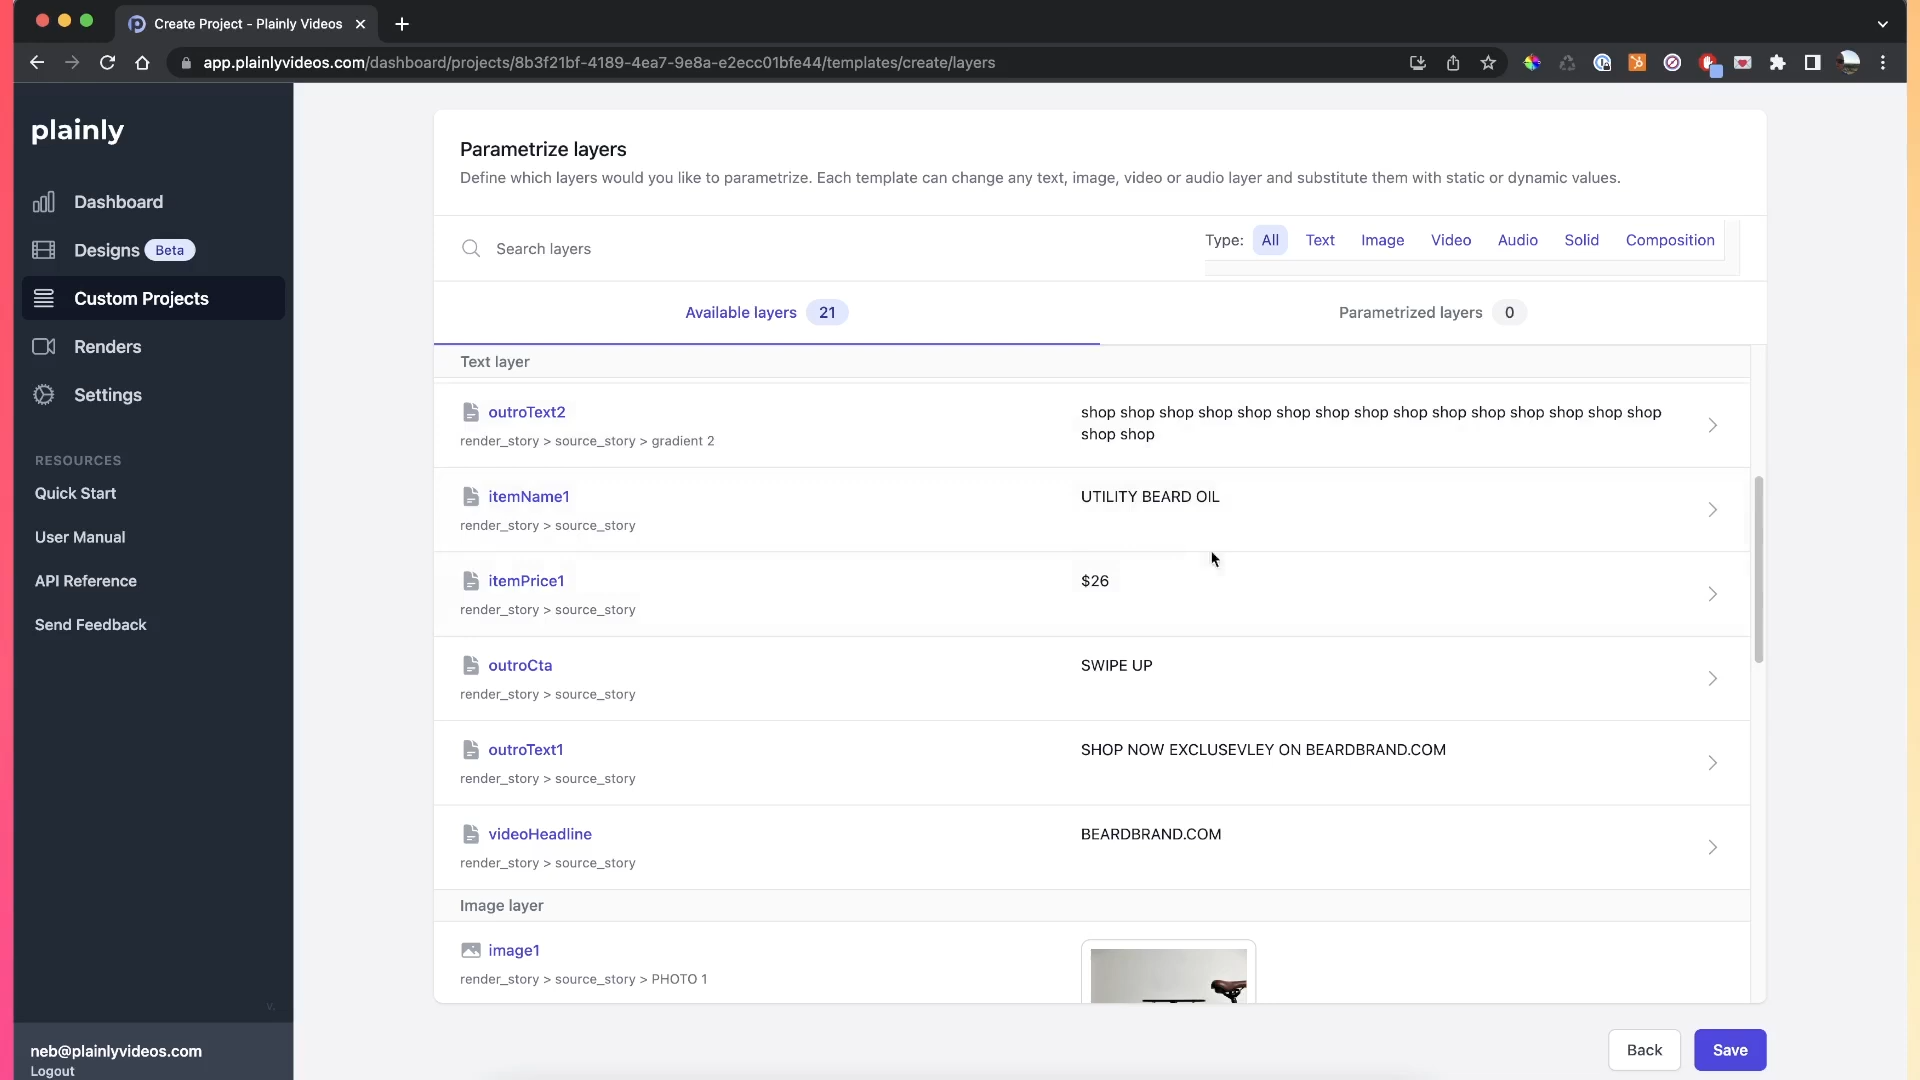 Create Project - Plainly Videos
app.plainlyvideos.com/dashboard/projects/8b3f21bf-4189-4ea7-9e8a-e2ecc01bfe44/templates/create/layers
plainly
Dashboard
Designs Beta
Custom Projects
Renders
Settings
RESOURCES
Quick Start
User Manual
API Reference
Send Feedback
v.
neb@plainlyvideos.com
Logout
Parametrize layers
Define which layers would you like to parametrize. Each template can change any text, image, video or audio layer and substitute them with static or dynamic values.
Search layers
Type: All Text Image Video Audio Solid Composition
Available layers 21
Parametrized layers 0
Text layer
outroText2
render_story > source_story > gradient 2
shop shop shop shop shop shop shop shop shop shop shop shop shop shop shop
shop shop
itemName1
render_story > source_story
UTILITY BEARD OIL
itemPrice1
render_story > source_story
$26
outroCta
render_story > source_story
SWIPE UP
outroText1
render_story > source_story
SHOP NOW EXCLUSEVLEY ON BEARDBRAND.COM
videoHeadline
render_story > source_story
BEARDBRAND.COM
Image layer
image1
render_story > source_story > PHOTO 1
Back
Save